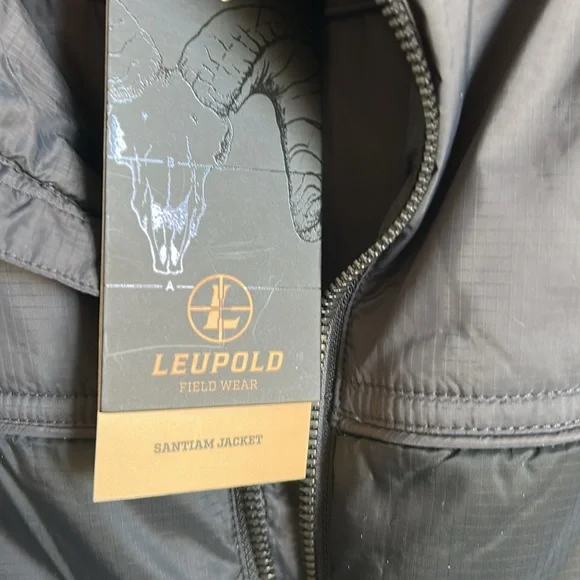 B
A
L
LEUPOLD
FIELD WEAR
SANTIAM JACKET